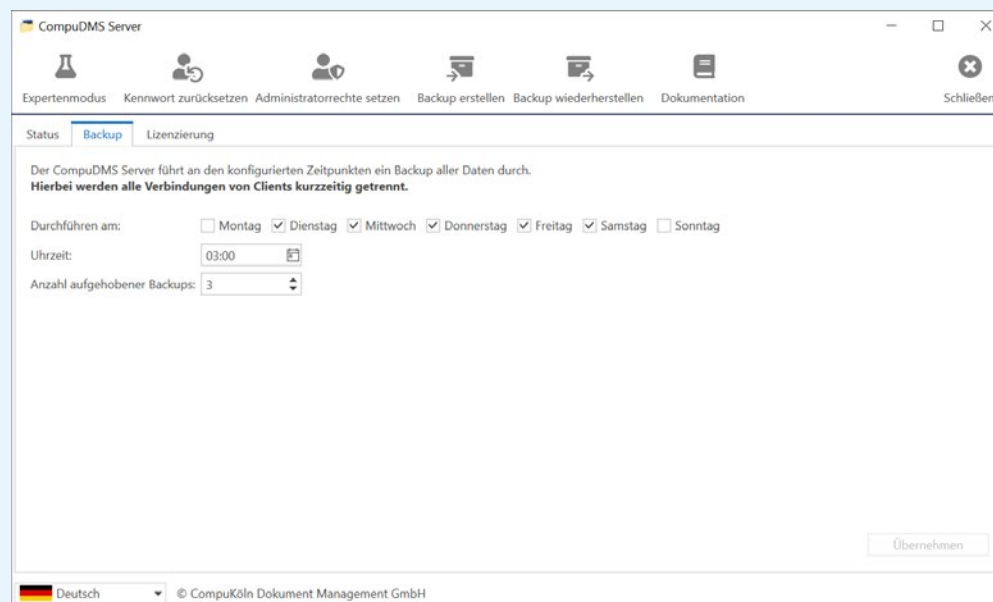 CompuDMS Server
Expertenmodus Kennwort zurücksetzen Administratorrechte setzen Backup erstellen Backup wiederherstellen Dokumentation Schließen
Status Backup Lizenzierung
Der CompuDMS Server führt an den konfigurierten Zeitpunkten ein Backup aller Daten durch.
Hierbei werden alle Verbindungen von Clients kurzzeitig getrennt.
Durchführen am: Montag Dienstag Mittwoch Donnerstag Freitag Samstag Sonntag
Uhrzeit: 03:00
Anzahl aufgehobener Backups: 3
Übernehmen
Deutsch © CompuKöln Dokument Management GmbH